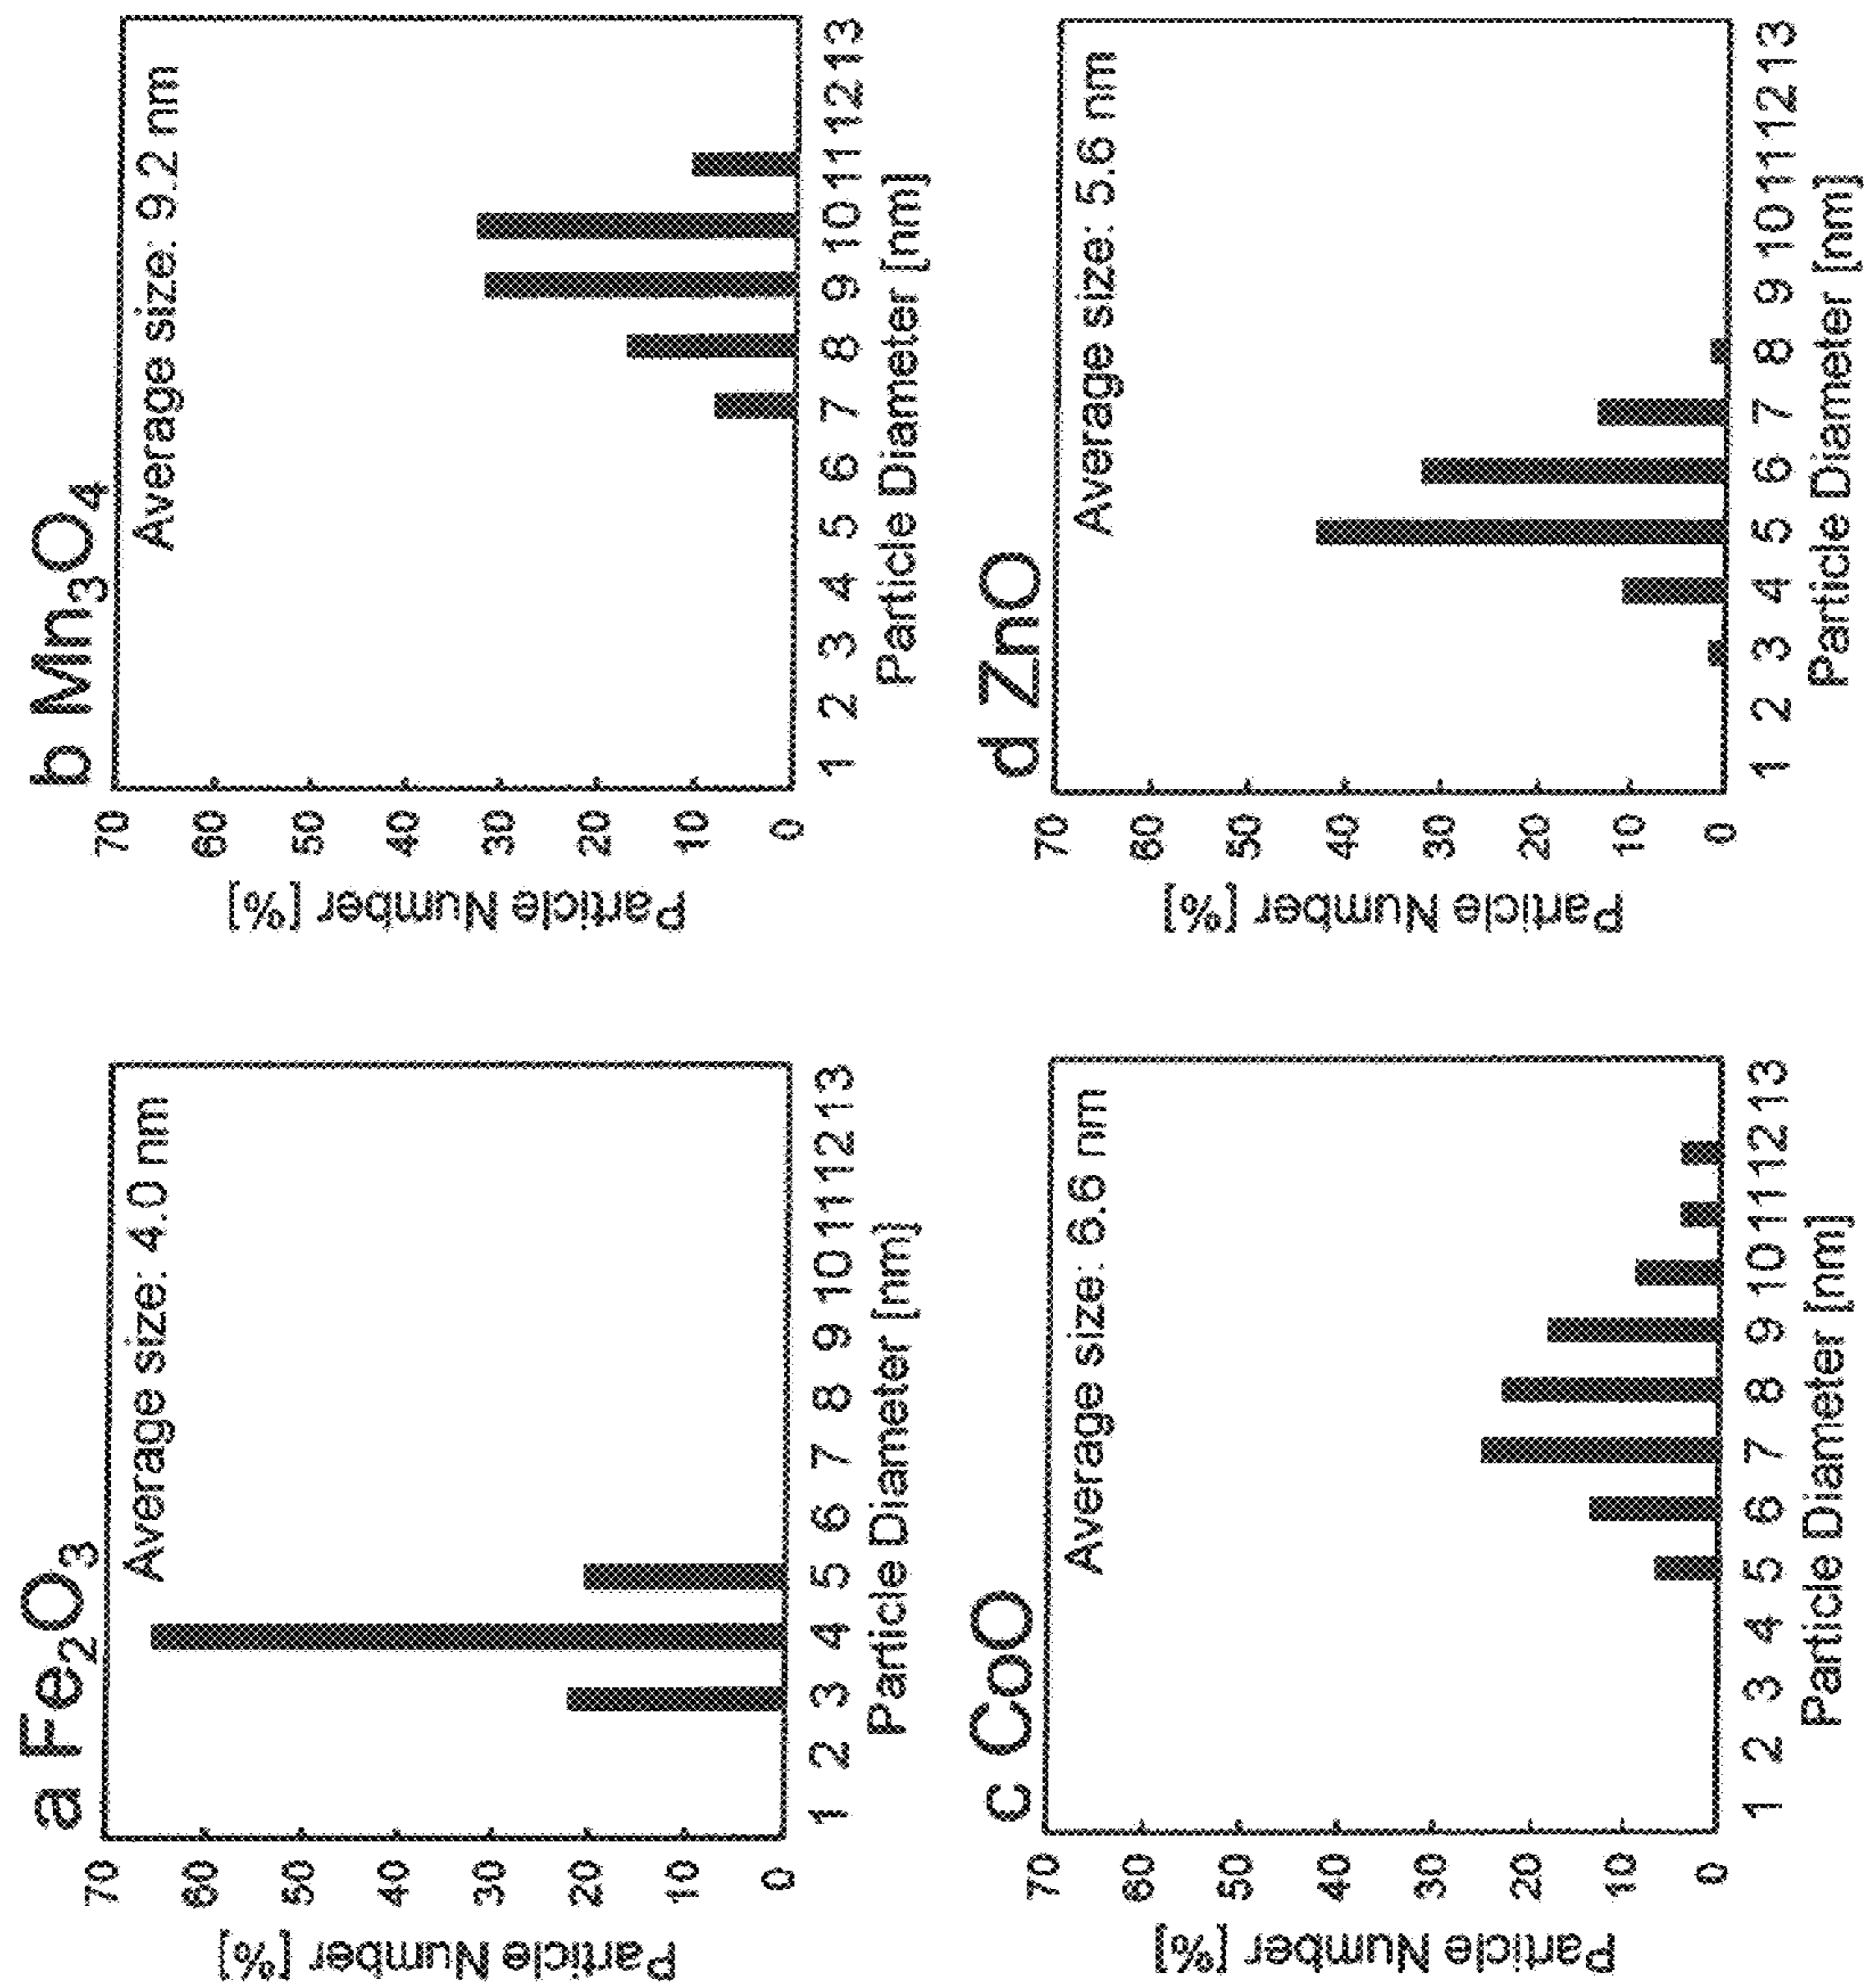 a Fe2O3
Average size: 4.0 nm
Particle Number [%]
70
60
50
40
30
20
10
0
1 2 3 4 5 6 7 8 9 10 11 12 13
Particle Diameter [nm]
b Mn3O4
Average size: 9.2 nm
Particle Number [%]
70
60
50
40
30
20
10
0
1 2 3 4 5 6 7 8 9 10 11 12 13
Particle Diameter [nm]
c CoO
Average size: 6.6 nm
Particle Number [%]
70
60
50
40
30
20
10
0
1 2 3 4 5 6 7 8 9 10 11 12 13
Particle Diameter [nm]
d ZnO
Average size: 5.6 nm
Particle Number [%]
70
60
50
40
30
20
10
0
1 2 3 4 5 6 7 8 9 10 11 12 13
Particle Diameter [nm]